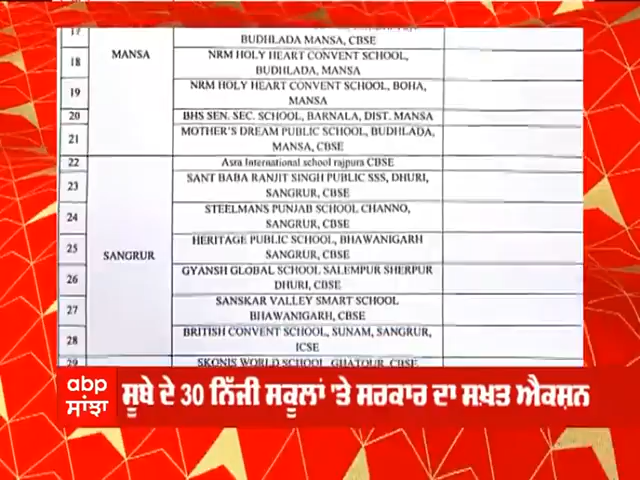 17
BUDHLADA MANSA, CBSE
MANSA
18
NRM HOLY HEART CONVENT SCHOOL,
BUDHLADA, MANSA
19
NRM HOLY HEART CONVENT SCHOOL, BOHA,
MANSA
20
BHS SEN. SEC. SCHOOL, BARNALA, DIST. MANSA
21
MOTHER'S DREAM PUBLIC SCHOOL, BUDHLADA,
MANSA, CBSE
22
Asra International school rajpura CBSE
23
SANT BABA RANJIT SINGH PUBLIC SSS, DHURI,
SANGRUR, CBSE
24
STEELMANS PUNJAB SCHOOL CHANNO,
SANGRUR, CBSE
SANGRUR
25
HERITAGE PUBLIC SCHOOL, BHAWANIGARH
SANGRUR, CBSE
26
GYANSH GLOBAL SCHOOL SALEMPUR SHERPUR
DHURI, CBSE
27
SANSKAR VALLEY SMART SCHOOL
BHAWANIGARH, CBSE
28
BRITISH CONVENT SCHOOL, SUNAM, SANGRUR,
ICSE
29
SKONIS WORLD SCHOOL, GHATOUR, CBSE
abp
ਸਾਂਝਾ
ਸੂਬੇ ਦੇ 30 ਨਿੱਜੀ ਸਕੂਲਾਂ 'ਤੇ ਸਰਕਾਰ ਦਾ ਸਖ਼ਤ ਐਕਸ਼ਨ